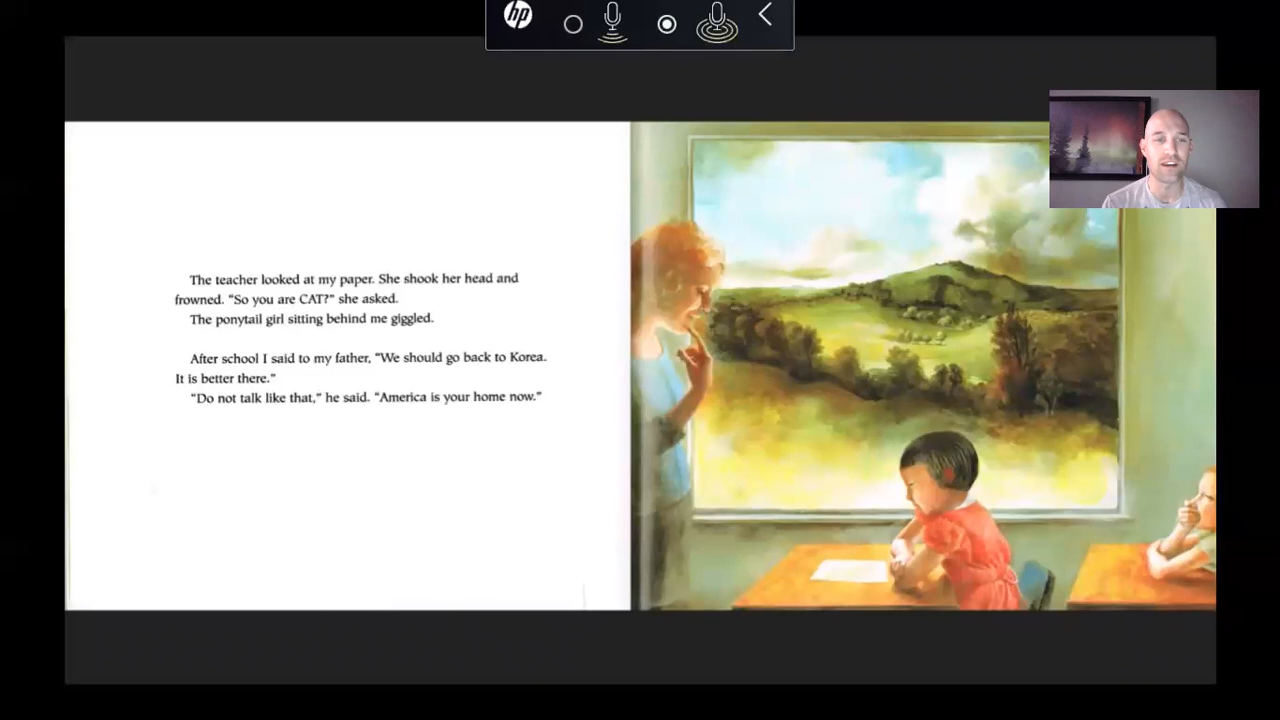 hp
The teacher looked at my paper. She shook her head and
frowned. “So you are CAT?” she asked.
The ponytail girl sitting behind me giggled.
After school I said to my father, “We should go back to Korea.
It is better there.”
“Do not talk like that,” he said. “America is your home now.”